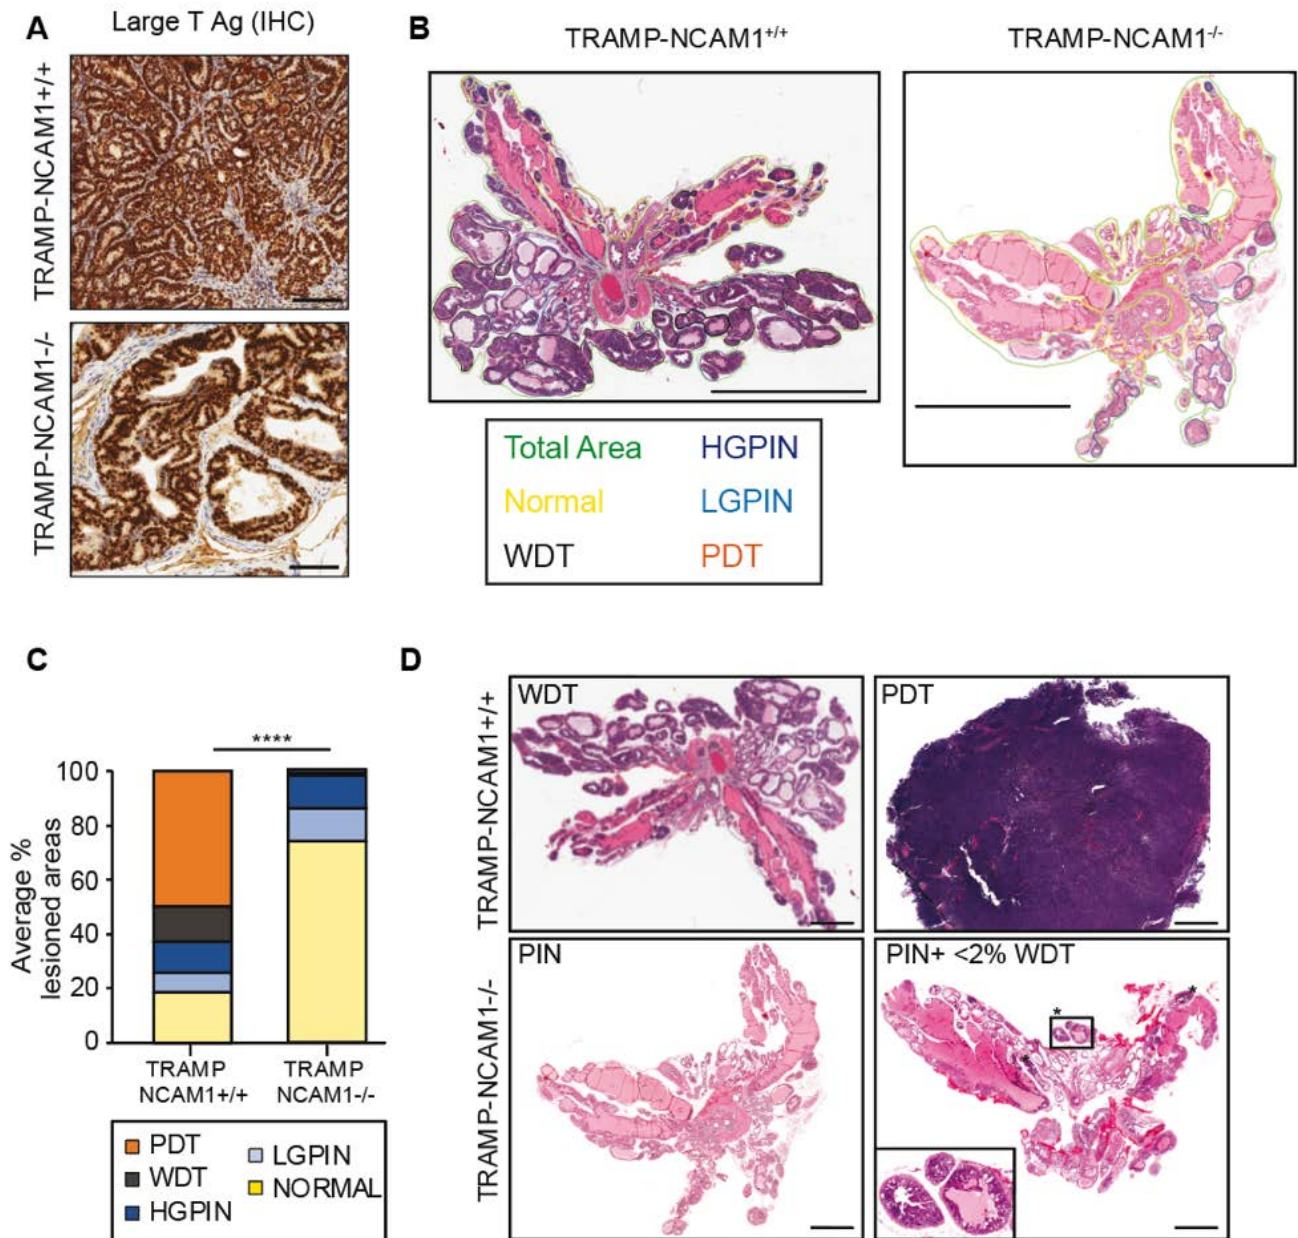 A
Large T Ag (IHC)
TRAMP-NCAM1+/+
TRAMP-NCAM1-/-
B
TRAMP-NCAM1+/+
TRAMP-NCAM1-/-
Total Area
HGPIN
Normal
LGPIN
WDT
PDT
C
****
100
80
60
40
20
0
Average %
lesioned areas
TRAMP
NCAM1+/+
TRAMP
NCAM1-/-
PDT
WDT
HGPIN
LGPIN
NORMAL
D
TRAMP-NCAM1+/+
WDT
PDT
TRAMP-NCAM1-/-
PIN
PIN+ <2% WDT
*
*
*